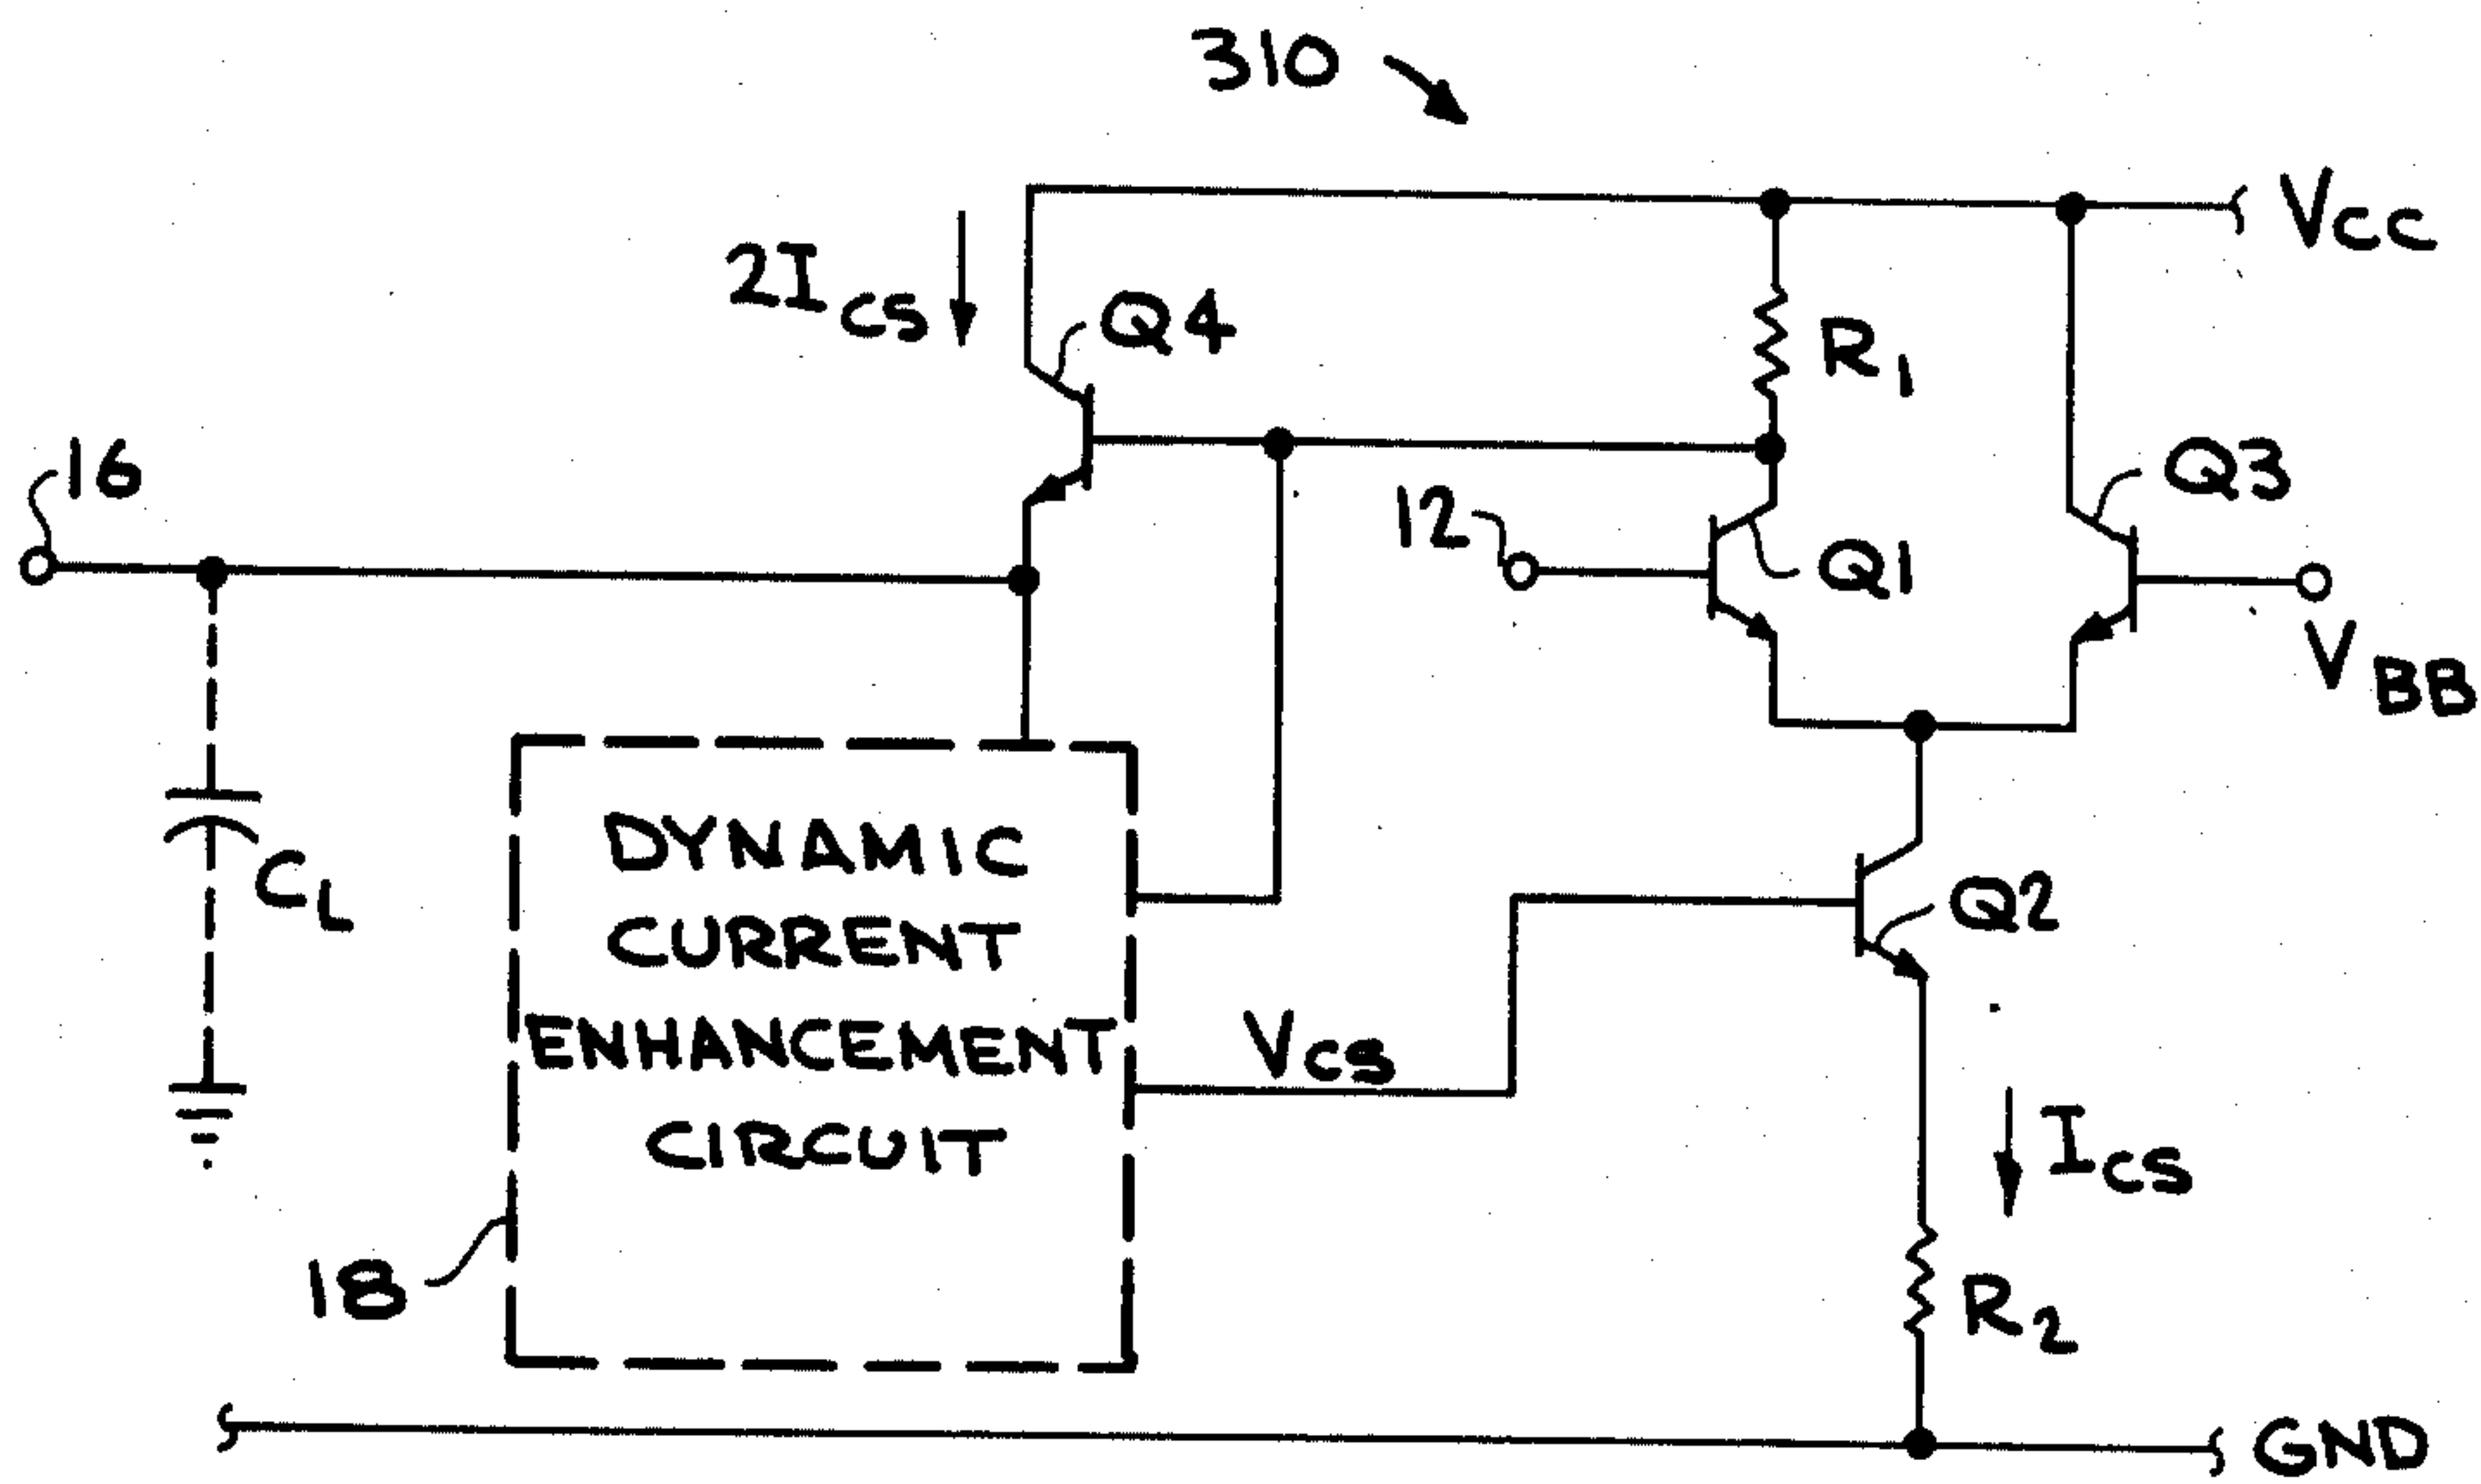 310
VCC
2ICS
Q4
R1
16
12
Q1
Q3
VBB
CL
DYNAMIC
CURRENT
ENHANCEMENT
CIRCUIT
VCS
Q2
ICS
18
R2
GND